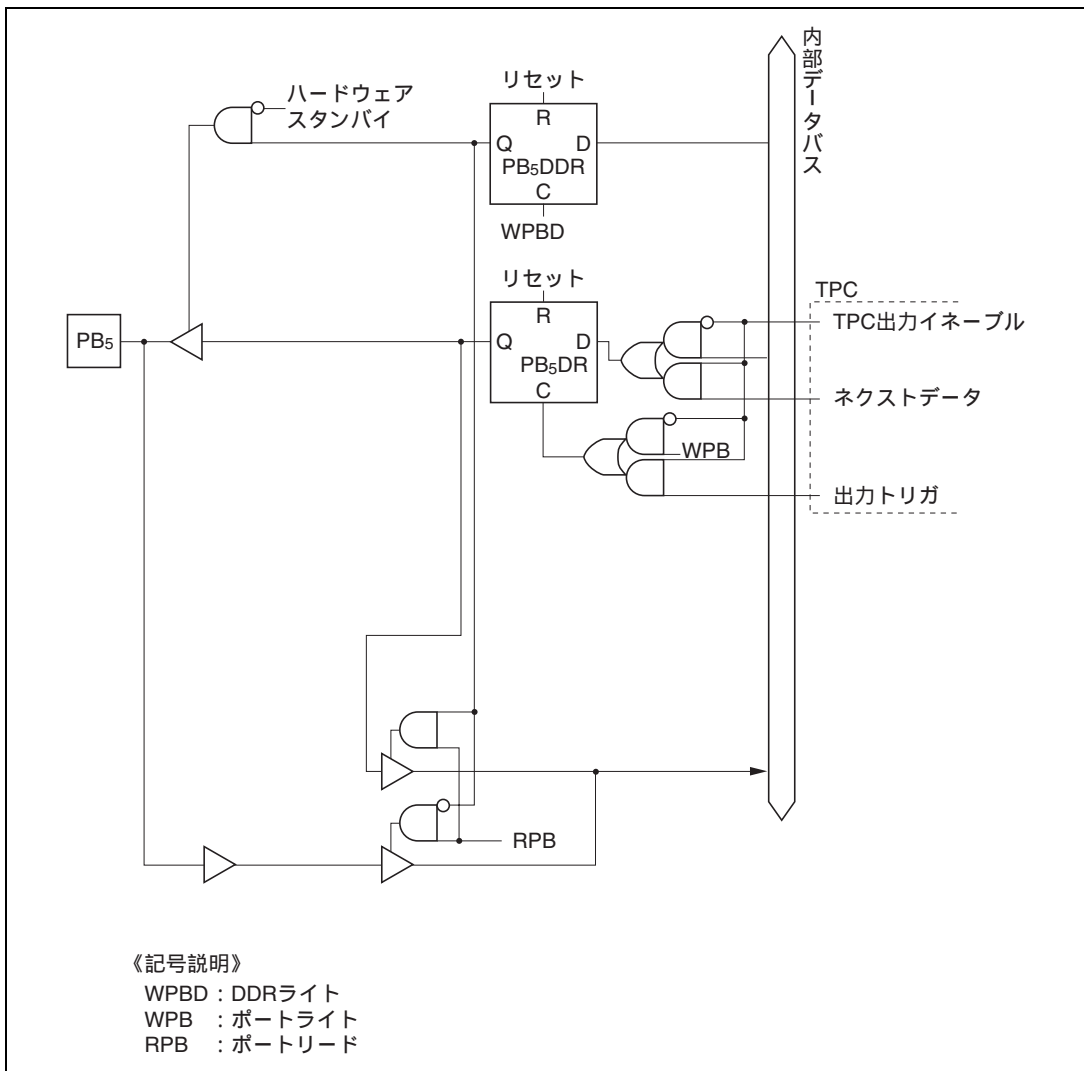 内部データバス
ハードウェア
スタンバイ
リセット
R
Q D
PB5DDR
C
WPBD
リセット
R
Q D
PB5DR
C
PB5
TPC
TPC出力イネーブル
ネクストデータ
WPB
出力トリガ
RPB
《記号説明》
WPBD : DDRライト
WPB : ポートライト
RPB : ポートリード